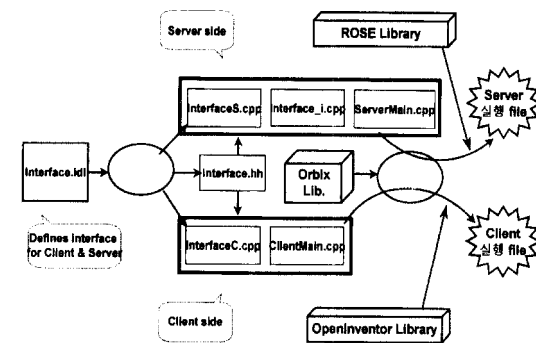 Server side
ROSE Library
InterfaceS.cpp
Interface_i.cpp
ServerMain.cpp
Server
실행 file
Interface.idl
Interface.hh
Orbix
Lib.
Defines Interface
for Client & Server
InterfaceC.cpp
ClientMain.cpp
Client
실행 file
Client side
OpenInventor Library